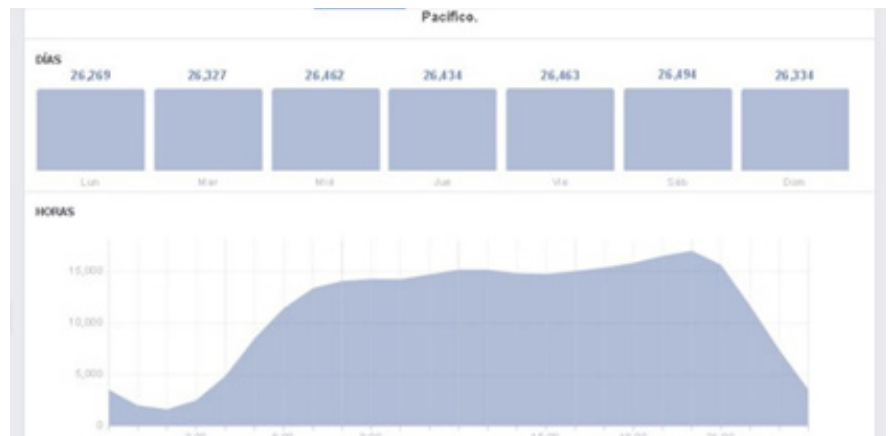 Pacífico.
DÍAS
26,269 26,327 26,462 26,434 26,463 26,494 26,334
Lun Mar Mié Jue Vie Sáb Dom
HORAS
15,000
10,000
5,000
0